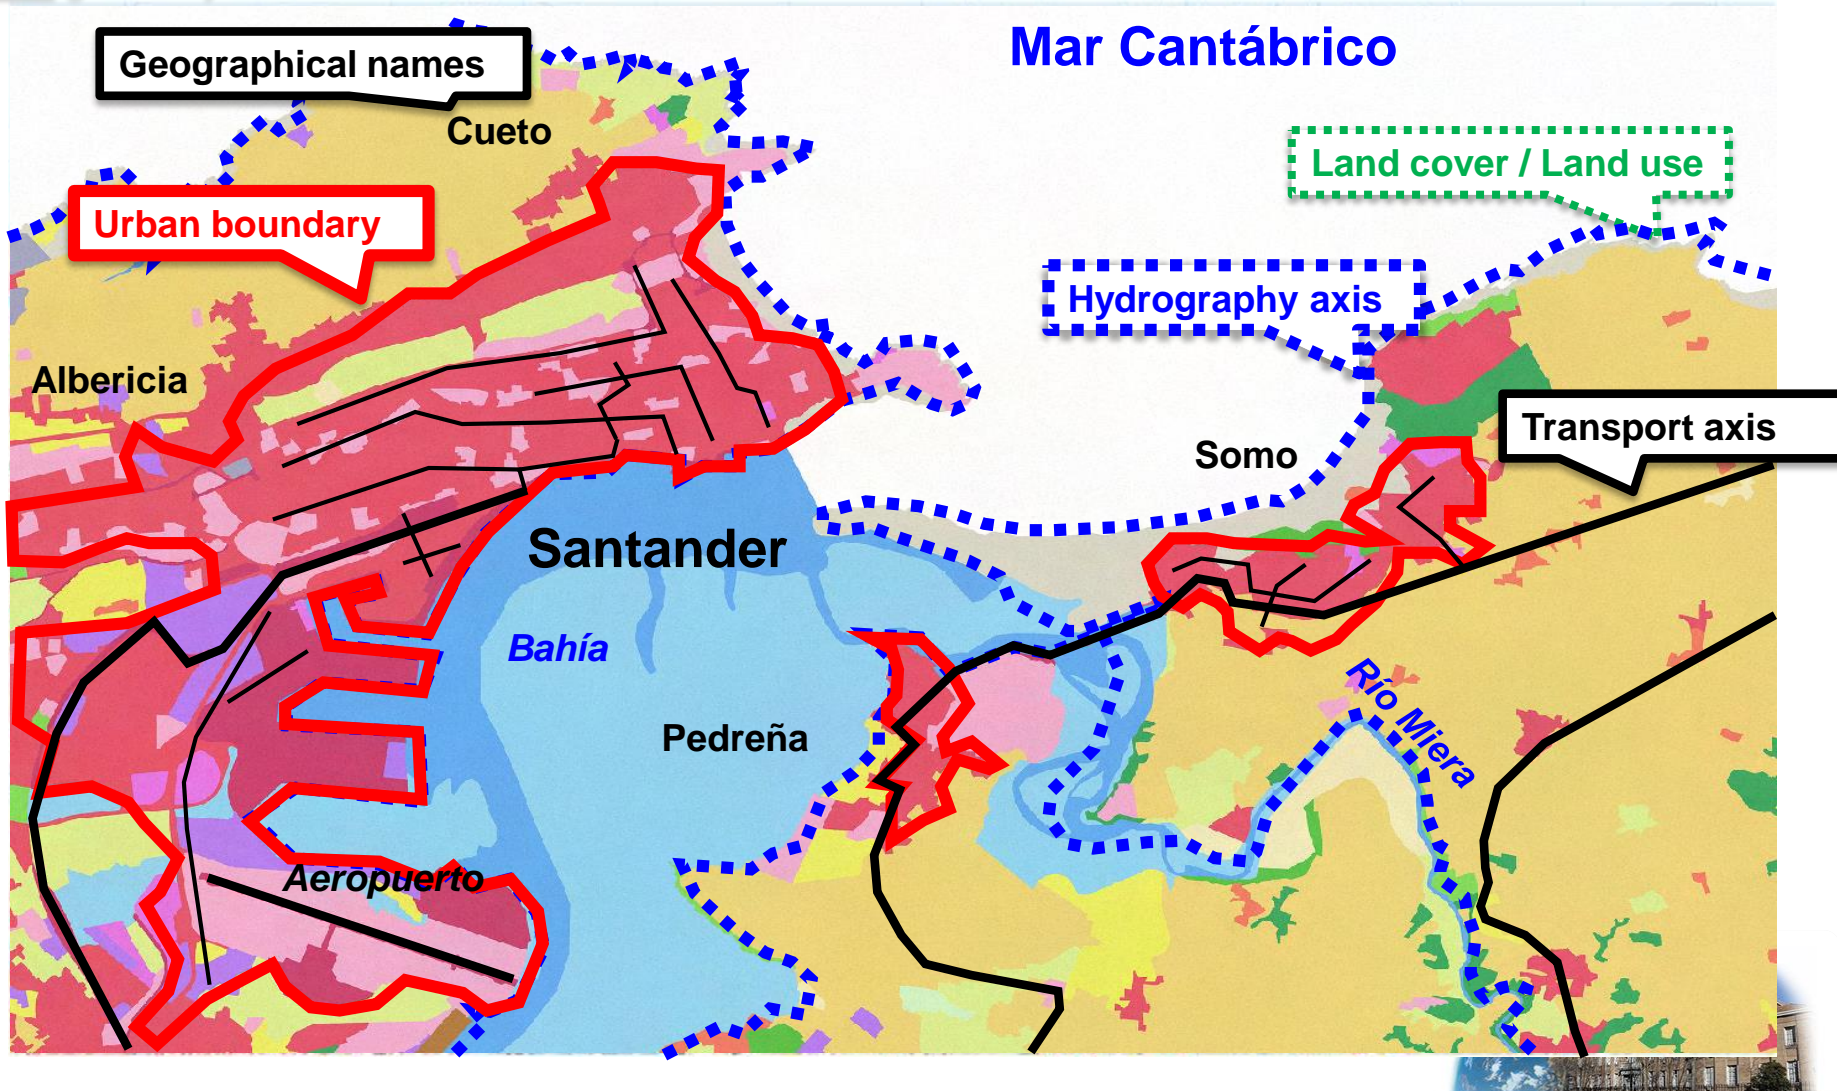 Mar Cantábrico
Geographical names
Cueto
Land cover / Land use
Urban boundary
Hydrography axis
Albericia
Transport axis
Somo
Santander
Bahía
Río Miera
Pedreña
Aeropuerto